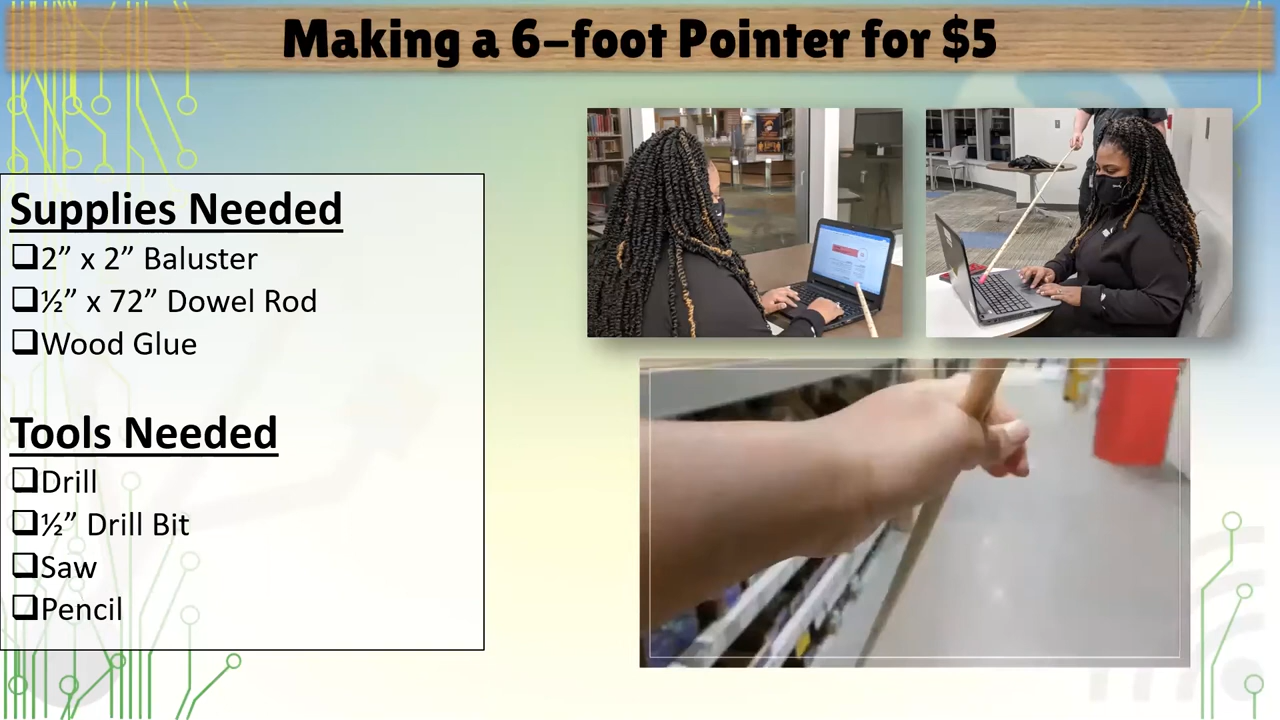 Making a 6-foot Pointer for $5
Supplies Needed
❑2” x 2” Baluster
❑½” x 72” Dowel Rod
❑Wood Glue
Tools Needed
❑Drill
❑½” Drill Bit
❑Saw
❑Pencil